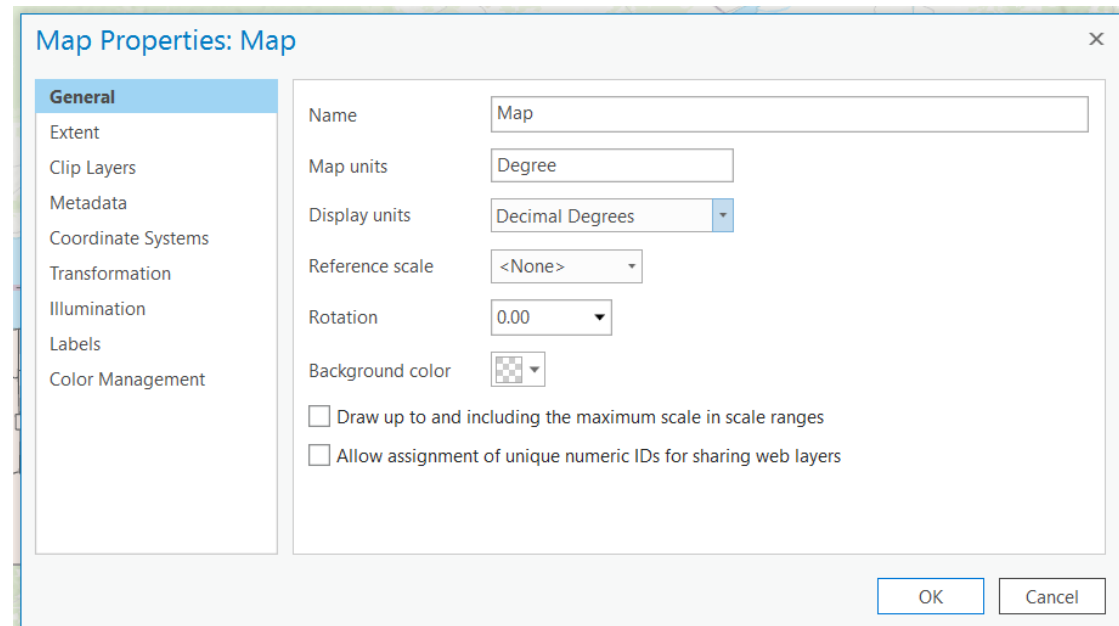 Map Properties: Map
General
Extent
Clip Layers
Metadata
Coordinate Systems
Transformation
Illumination
Labels
Color Management
Name Map
Map units Degree
Display units Decimal Degrees
Reference scale <None>
Rotation 0.00
Background color
Draw up to and including the maximum scale in scale ranges
Allow assignment of unique numeric IDs for sharing web layers
OK Cancel